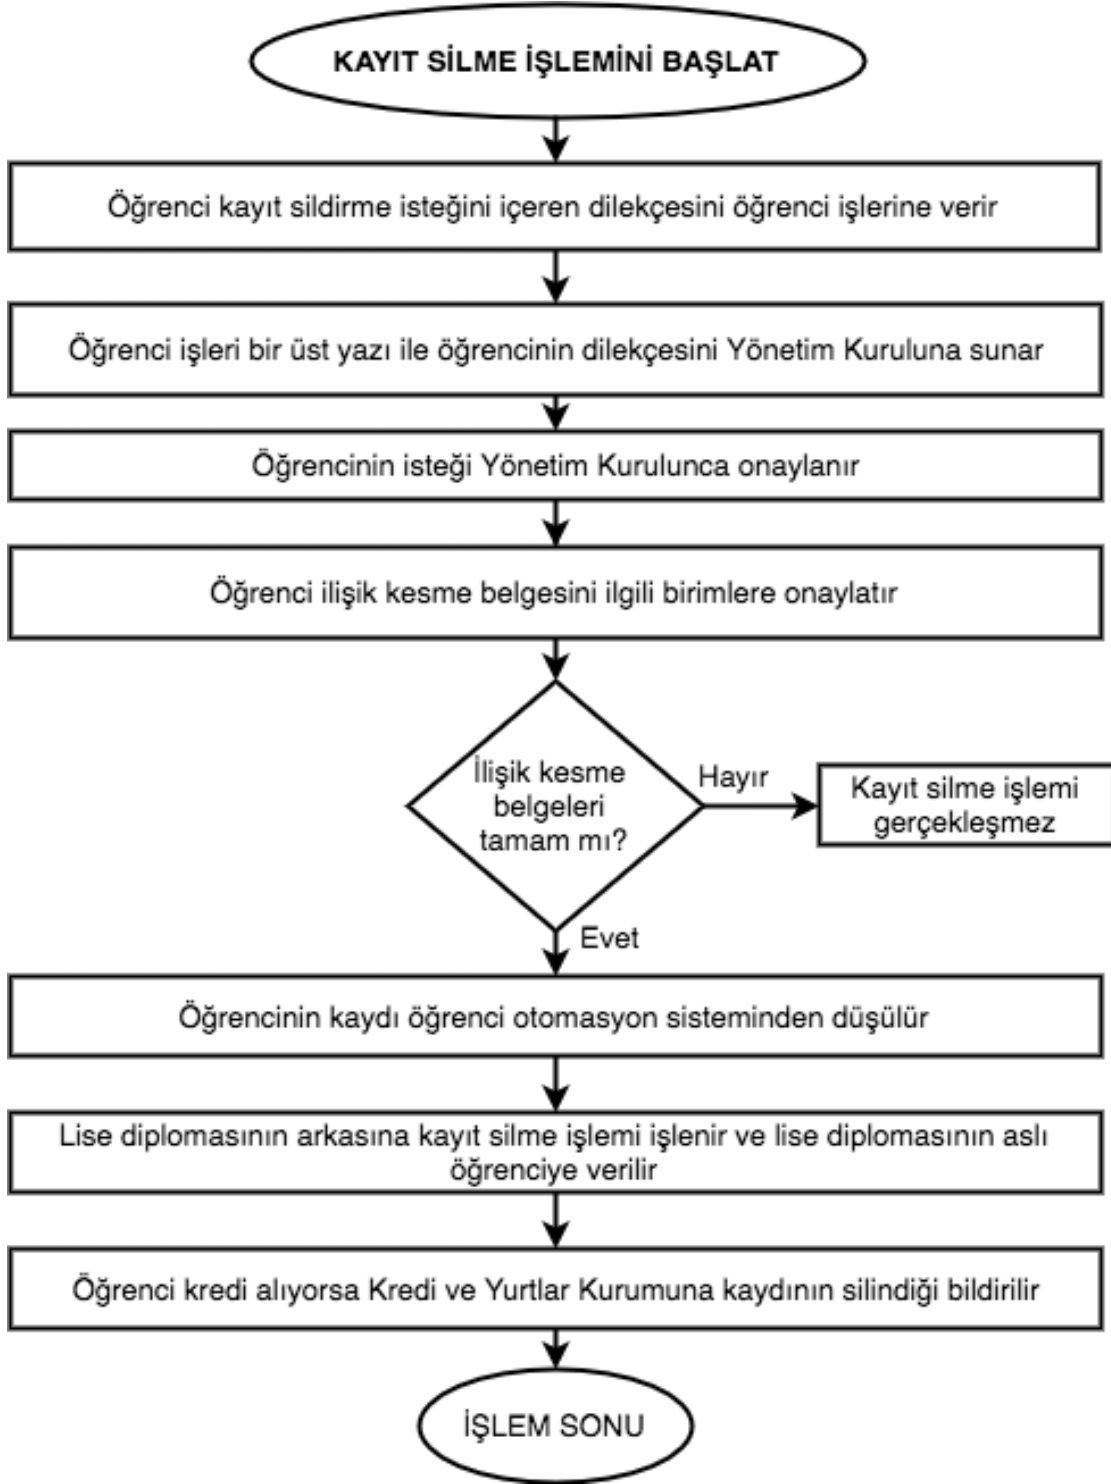 KAYIT SİLME İŞLEMİNİ BAŞLAT
Öğrenci kayıt sildirme isteğini içeren dilekçesini öğrenci işlerine verir
Öğrenci işleri bir üst yazı ile öğrencinin dilekçesini Yönetim Kuruluna sunar
Öğrencinin isteği Yönetim Kurulunca onaylanır
Öğrenci ilişik kesme belgesini ilgili birimlere onaylatır
İlişik kesme
belgeleri
tamam mı?
Hayır
Kayıt silme işlemi
gerçekleşmez
Evet
Öğrencinin kaydı öğrenci otomasyon sisteminden düşülür
Lise diplomasının arkasına kayıt silme işlemi işlenir ve lise diplomasının aslı
öğrenciye verilir
Öğrenci kredi alıyorsa Kredi ve Yurtlar Kurumuna kaydının silindiği bildirilir
İŞLEM SONU